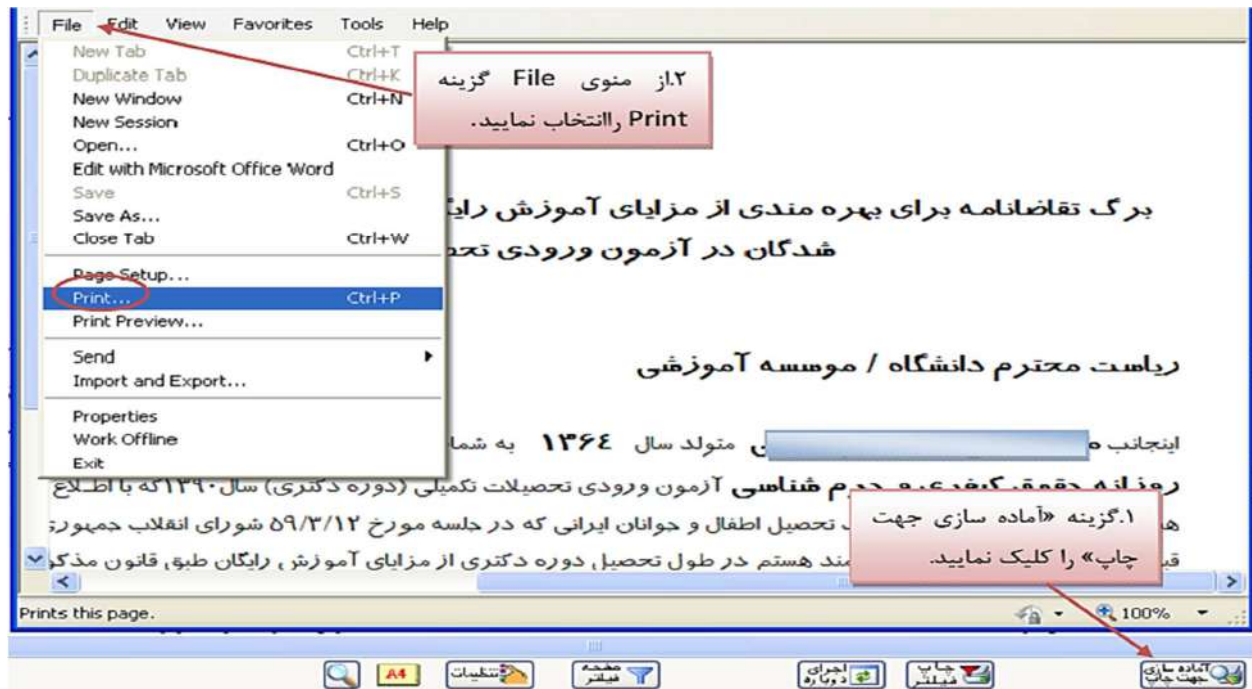 File Edit View Favorites Tools Help
New Tab Ctrl+T
Duplicate Tab Ctrl+K
New Window Ctrl+N
New Session
Open... Ctrl+O
Edit with Microsoft Office Word
Save Ctrl+S
Save As...
Close Tab Ctrl+W
Page Setup...
Print... Ctrl+P
Print Preview...
Send
Import and Export...
Properties
Work Offline
Exit
۲.از منوی File گزینه
Print راانتخاب نمایید.
برگ تقاضانامه برای بهره مندی از مزایای آموزش
شدگان در آزمون ورودی
ریاست محترم دانشگاه / موسسه آموزشی
اینجانب متولد سال ۱۳۶۴ به
روزانه حقوق کیفری و جرم شناسی آزمون ورودی تحصیلات تکمیلی (دوره دکتری) سال۱۳۹۰که با اطلاع
تحصیل اطفال و جوانان ایرانی که در جلسه مورخ ۵۹/۳/۱۲ شورای انقلاب جمهوری
هستم در طول تحصیل دوره دکتری از مزایای آموزش رایگان طبق قانون
۱.گزینه «آماده سازی جهت
چاپ» را کلیک نمایید.
Prints this page. 100%
آماده سازی جهت چاپ
چاپ فیلتر
اجرای دوباره
صفحه فیلتر
تنظیمات
A4